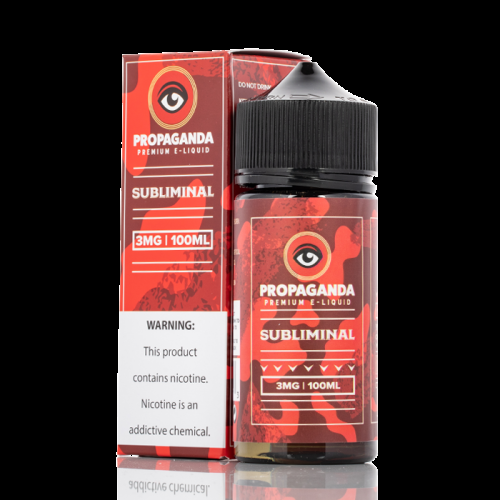 PROPAGANDA
PREMIUM E-LIQUID
SUBLIMINAL
3MG | 100ML
WARNING:
This product
contains nicotine.
Nicotine is an
addictive chemical.
DO NOT DRINK
PROPAGANDA
PREMIUM E-LIQUID
SUBLIMINAL
3MG | 100ML